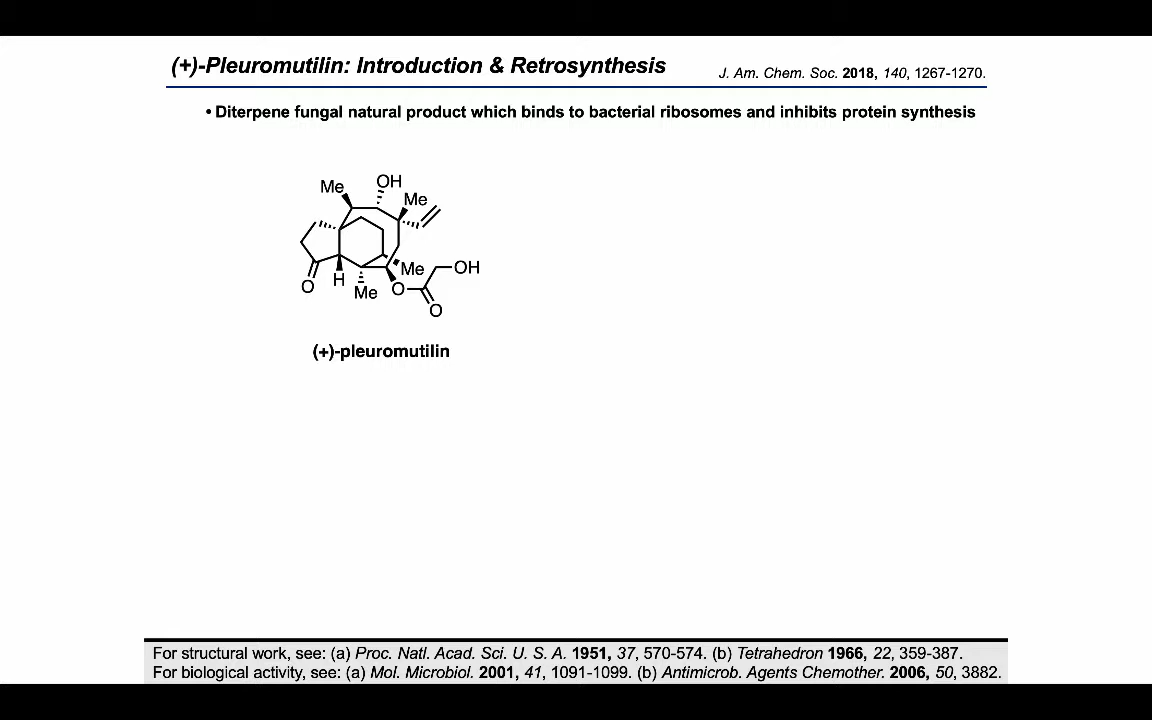 (+)-Pleuromutilin: Introduction & Retrosynthesis
J. Am. Chem. Soc. 2018, 140, 1267-1270.
• Diterpene fungal natural product which binds to bacterial ribosomes and inhibits protein synthesis
OH
Me
Me
Me
OH
H
O
Me
O
O
(+)-pleuromutilin
For structural work, see: (a) Proc. Natl. Acad. Sci. U. S. A. 1951, 37, 570-574. (b) Tetrahedron 1966, 22, 359-387.
For biological activity, see: (a) Mol. Microbiol. 2001, 41, 1091-1099. (b) Antimicrob. Agents Chemother. 2006, 50, 3882.